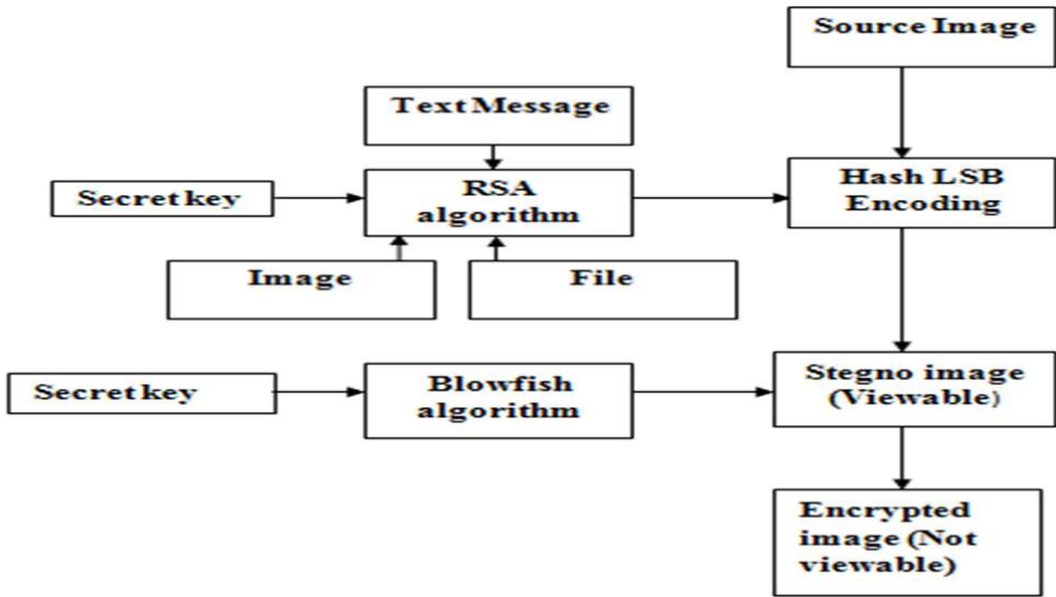 Source Image
Text Message
Secret key
RSA
algorithm
Hash LSB
Encoding
Image
File
Secret key
Blowfish
algorithm
Stegno image
(Viewable)
Encrypted
image (Not
viewable)